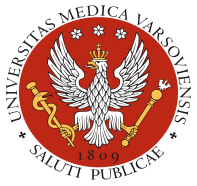 UNIVERSITAS MEDICA VARSOVIENSIS
SALUTI PUBLICAE
1809